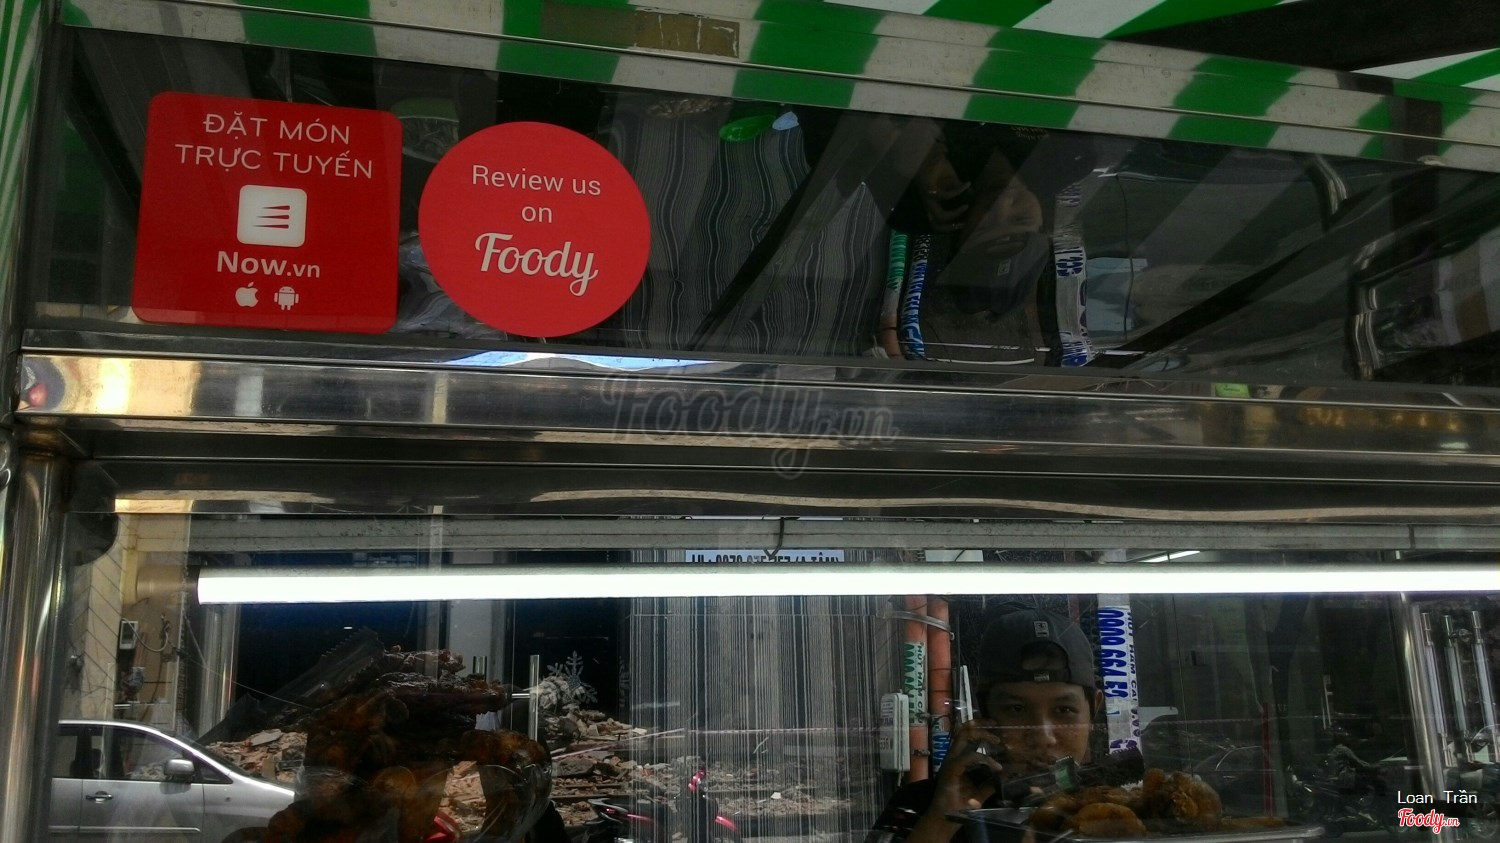 ĐẶT MÓN
TRỰC TUYẾN
Now.vn
Review us
on
Foody
Foody.vn
Loan Trần
Foody.vn